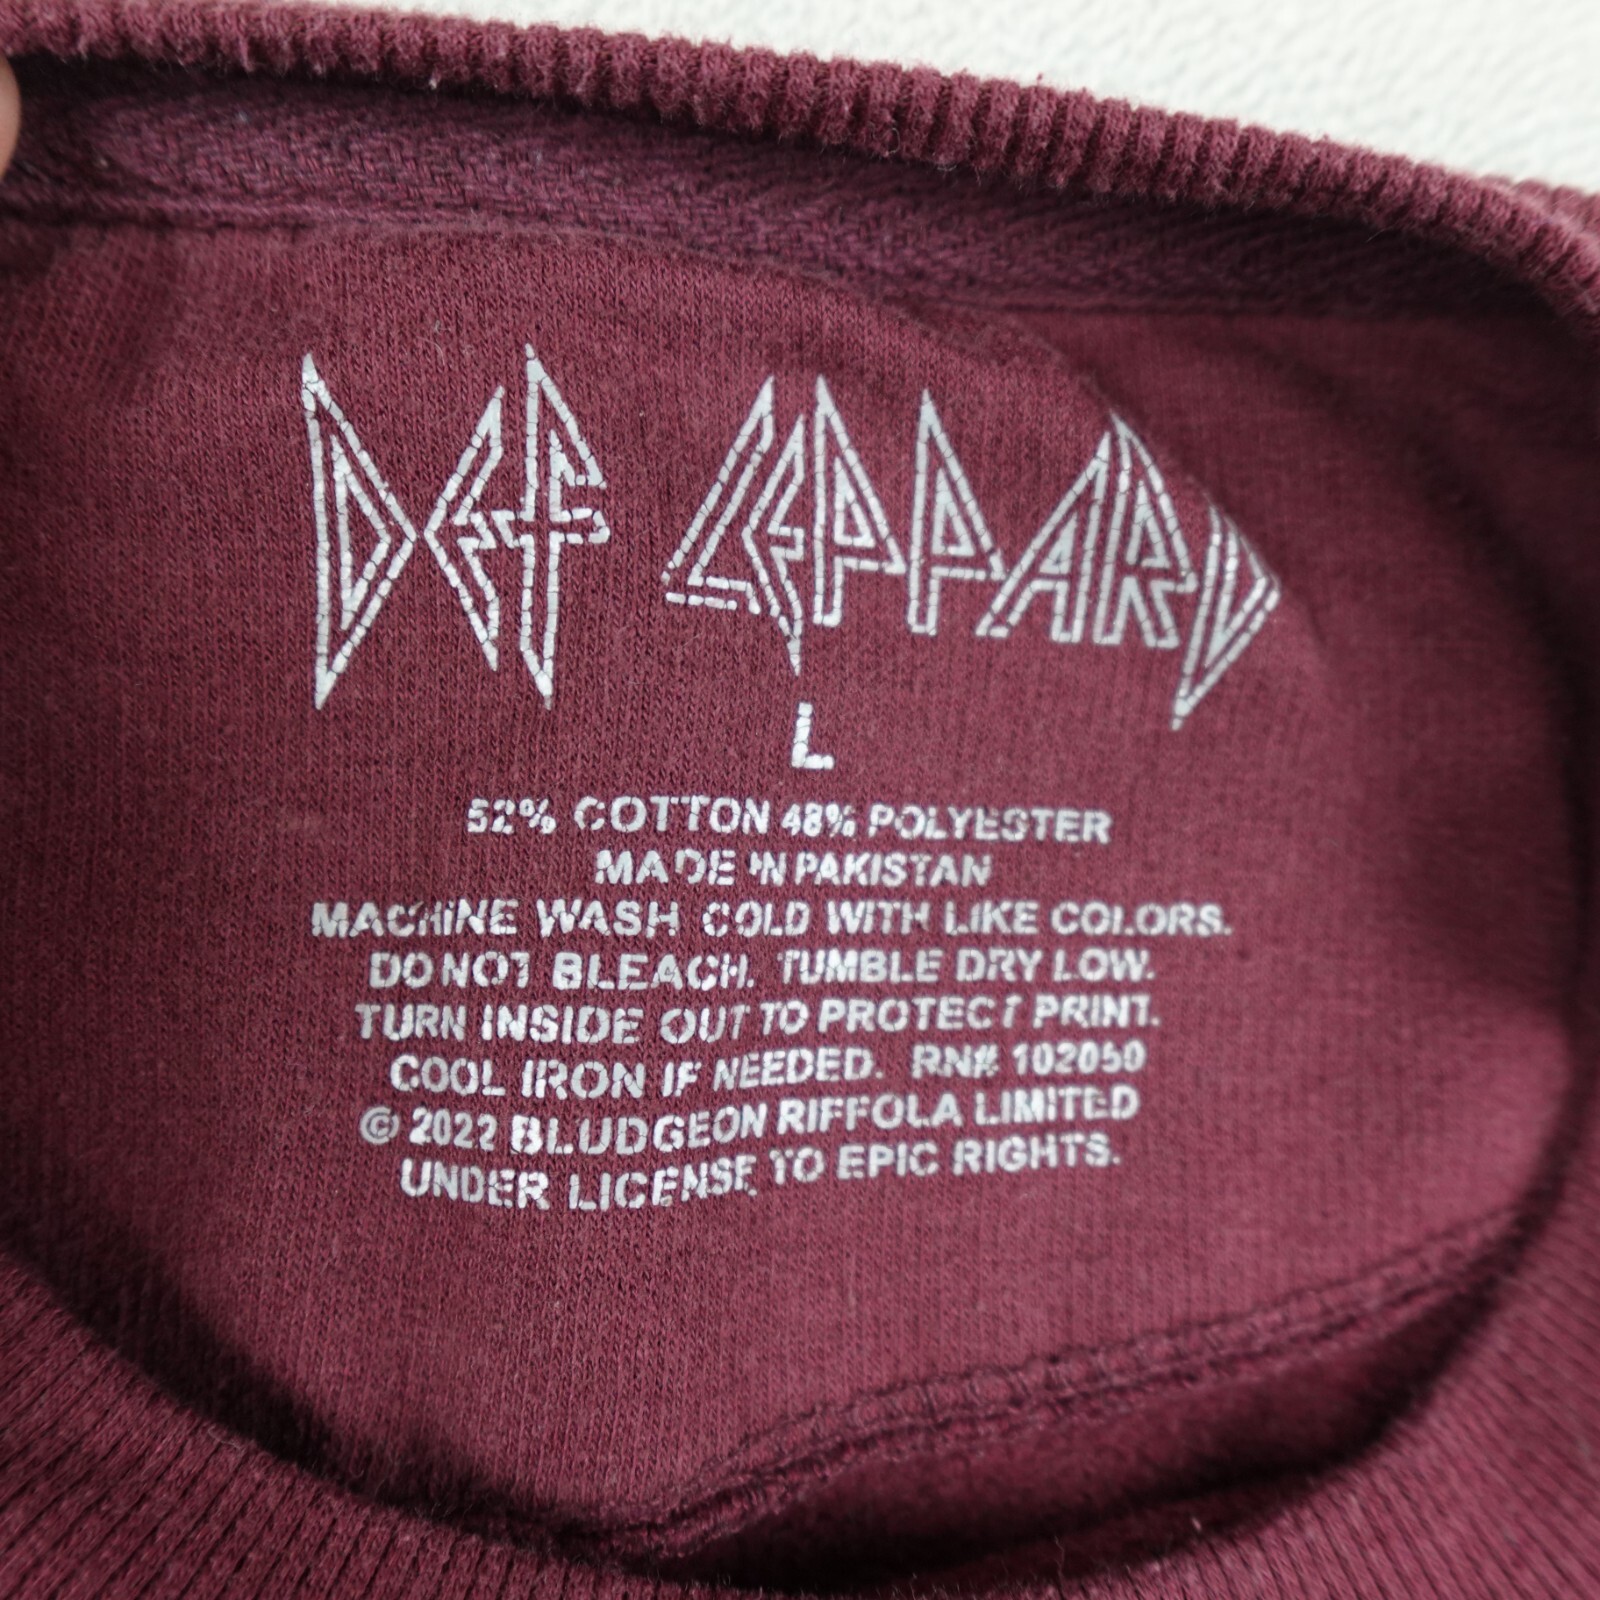 DEF LEPPARD
L
52% COTTON 48% POLYESTER
MADE IN PAKISTAN
MACHINE WASH COLD WITH LIKE COLORS.
DO NOT BLEACH. TUMBLE DRY LOW.
TURN INSIDE OUT TO PROTECT PRINT.
COOL IRON IF NEEDED. RN# 102050
© 2022 BLUDGEON RIFFOLA LIMITED
UNDER LICENSE TO EPIC RIGHTS.